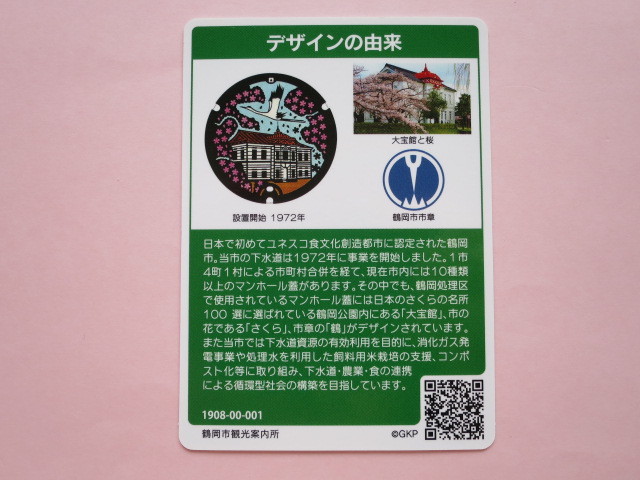 デザインの由来
大宝館と桜
設置開始 1972年
鶴岡市市章
日本で初めてユネスコ食文化創造都市に認定された鶴岡
市。当市の下水道は1972年に事業を開始しました。1市
4町1村による市町村合併を経て、現在市内には10種類
以上のマンホール蓋があります。その中でも、鶴岡処理区
で使用されているマンホール蓋には日本のさくらの名所
100 選に選ばれている鶴岡公園内にある「大宝館」、市の
花である「さくら」、市章の「鶴」がデザインされています。
また当市では下水道資源の有効利用を目的に、消化ガス発
電事業や処理水を利用した飼料用米栽培の支援、コンポ
スト化等に取り組み、下水道・農業・食の連携
による循環型社会の構築を目指しています。
1908-00-001
鶴岡市観光案内所
©GKP